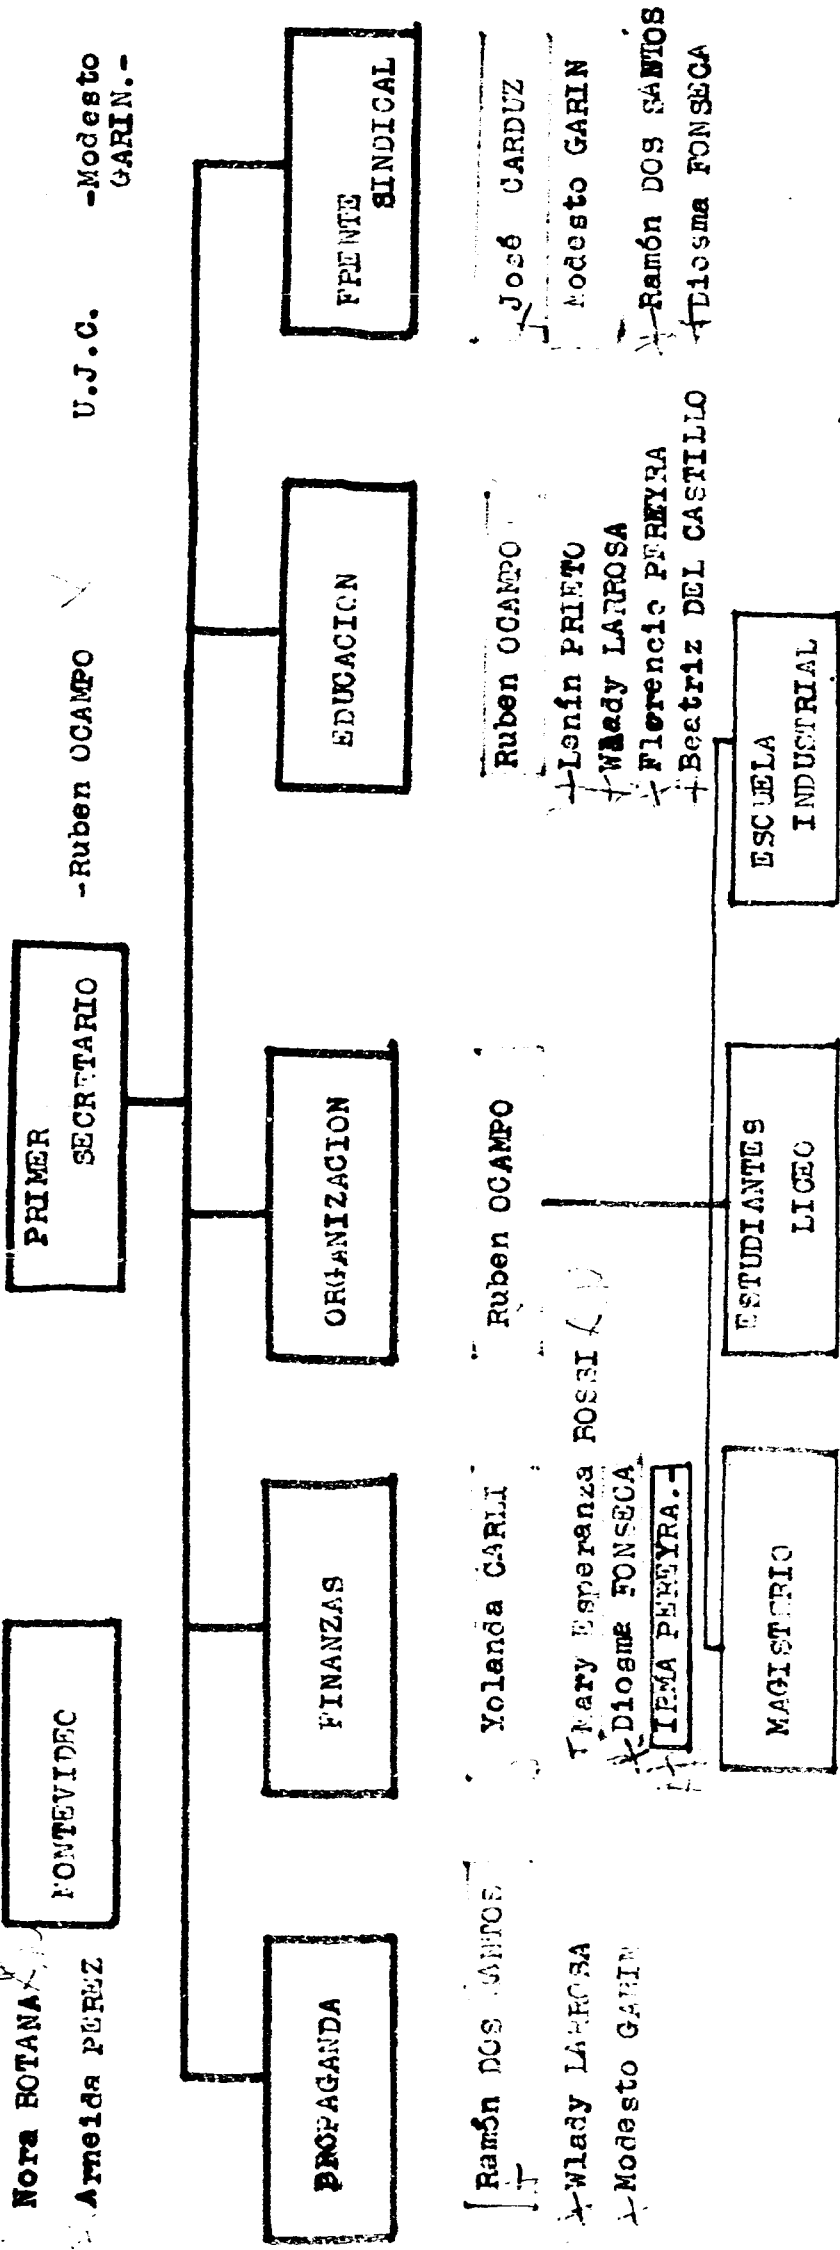 Nora BOTANA
Armeida PEREZ
PRIMER
SECRETARIO
-Ruben OCAMPO
U.J.C.
-Modesto
GARIN.-
PROPAGANDA
FINANZAS
ORGANIZACION
EDUCACION
FRENTE
SINDICAL
Ramón DOS SANTOS
Wlady LARROSA
Modesto GARIN
Yolanda CARLI
Mary Esperanza ROSSI
Diosma FONSECA
IRMA PEREYRA.-
Ruben OCAMPO
Ruben OCAMPO
Lenín PRIETO
Wlady LARROSA
Florencio PEREYRA
Beatriz DEL CASTILLO
José CARDUZ
Modesto GARIN
Ramón DOS SANTOS
Diosma FONSECA
MAGISTERIO
ESTUDIANTES
LICEO
ESCUELA
INDUSTRIAL